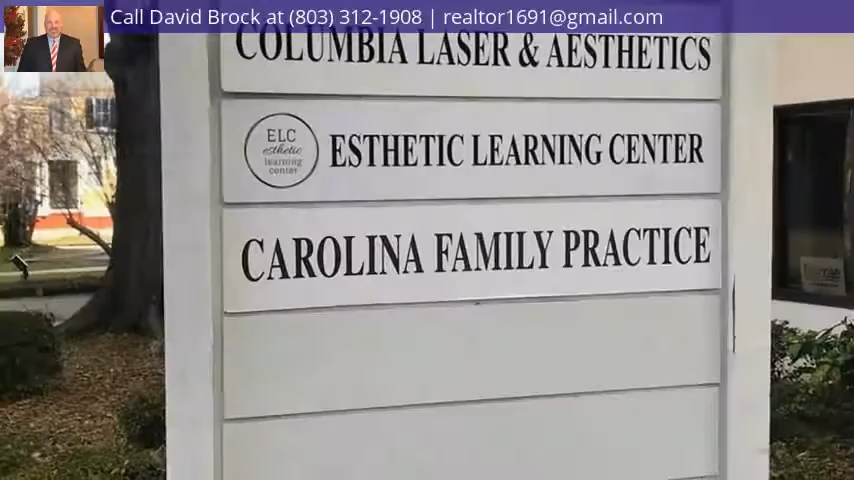 Call David Brock at (803) 312-1908 | realtor1691@gmail.com
COLUMBIA LASER & AESTHETICS
ELC
esthetic
learning
center
ESTHETIC LEARNING CENTER
CAROLINA FAMILY PRACTICE